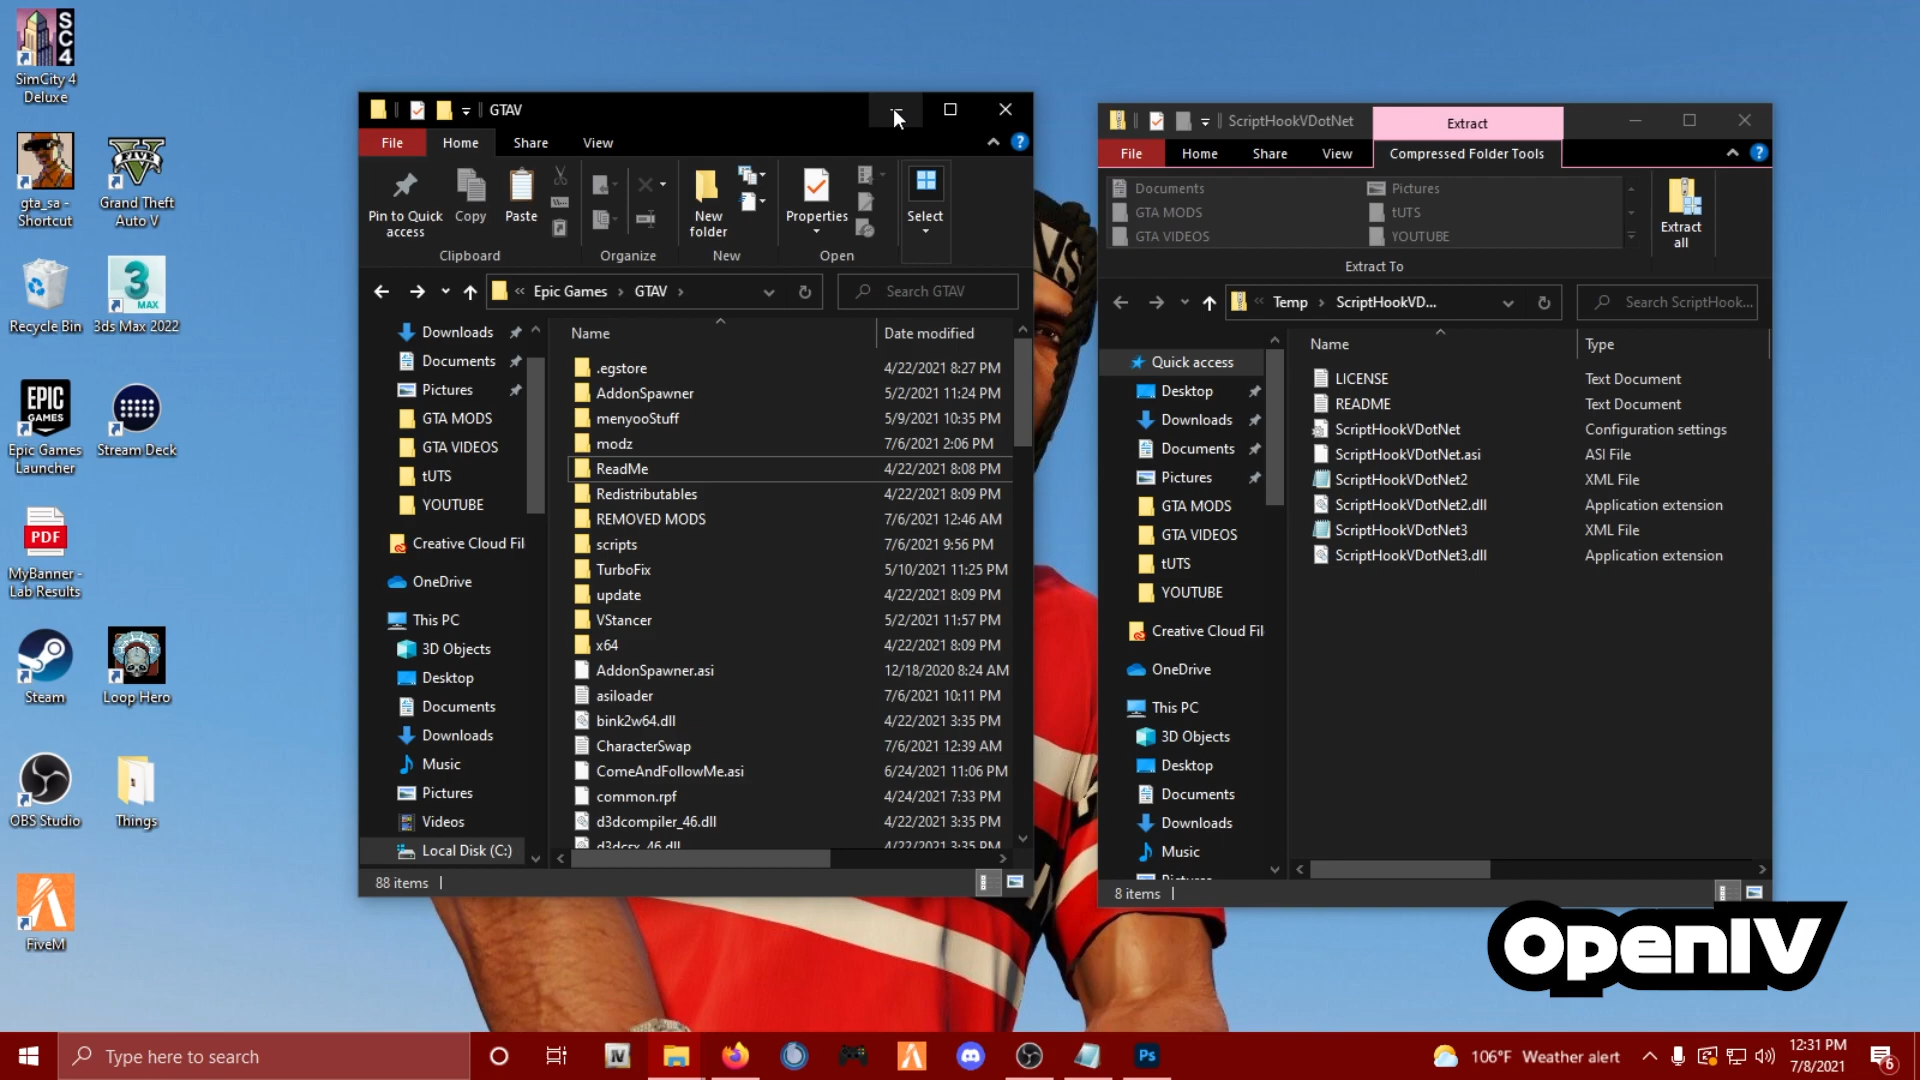 SimCity 4
Deluxe
gta_sa -
Shortcut
Grand Theft
Auto V
Recycle Bin
3ds Max 2022
Epic Games
Launcher
Stream Deck
PDF
MyBanner -
Lab Results
Steam
Loop Hero
OBS Studio
Things
FiveM
GTAV
File
Home
Share
View
Pin to Quick
access
Copy
Paste
New
folder
Properties
Select
Clipboard
Organize
New
Open
« Epic Games › GTAV ›
Search GTAV
Downloads
Documents
Pictures
GTA MODS
GTA VIDEOS
tUTS
YOUTUBE
Creative Cloud Fil
OneDrive
This PC
3D Objects
Desktop
Documents
Downloads
Music
Pictures
Videos
Local Disk (C:)
Name Date modified
.egstore 4/22/2021 8:27 PM
AddonSpawner 5/2/2021 11:24 PM
menyooStuff 5/9/2021 10:35 PM
modz 7/6/2021 2:06 PM
ReadMe 4/22/2021 8:08 PM
Redistributables 4/22/2021 8:09 PM
REMOVED MODS 7/6/2021 12:46 AM
scripts 7/6/2021 9:56 PM
TurboFix 5/10/2021 11:25 PM
update 4/22/2021 8:09 PM
VStancer 5/2/2021 11:57 PM
x64 4/22/2021 8:09 PM
AddonSpawner.asi 12/18/2020 8:24 AM
asiloader 7/6/2021 10:11 PM
bink2w64.dll 4/22/2021 3:35 PM
CharacterSwap 7/6/2021 12:39 AM
ComeAndFollowMe.asi 6/24/2021 11:06 PM
common.rpf 4/24/2021 7:33 PM
d3dcompiler_46.dll 4/22/2021 3:35 PM
d3dcsx_46.dll 4/22/2021 3:35 PM
88 items
ScriptHookVDotNet
Extract
File
Home
Share
View
Compressed Folder Tools
Documents
GTA MODS
GTA VIDEOS
Pictures
tUTS
YOUTUBE
Extract
all
Extract To
« Temp › ScriptHookVD...
Search ScriptHook...
Quick access
Desktop
Downloads
Documents
Pictures
GTA MODS
GTA VIDEOS
tUTS
YOUTUBE
Creative Cloud Fil
OneDrive
This PC
3D Objects
Desktop
Documents
Downloads
Music
Pictures
Name Type
LICENSE Text Document
README Text Document
ScriptHookVDotNet Configuration settings
ScriptHookVDotNet.asi ASI File
ScriptHookVDotNet2 XML File
ScriptHookVDotNet2.dll Application extension
ScriptHookVDotNet3 XML File
ScriptHookVDotNet3.dll Application extension
8 items
OpenIV
Type here to search
IV
Ps
106°F Weather alert
12:31 PM
7/8/2021
6